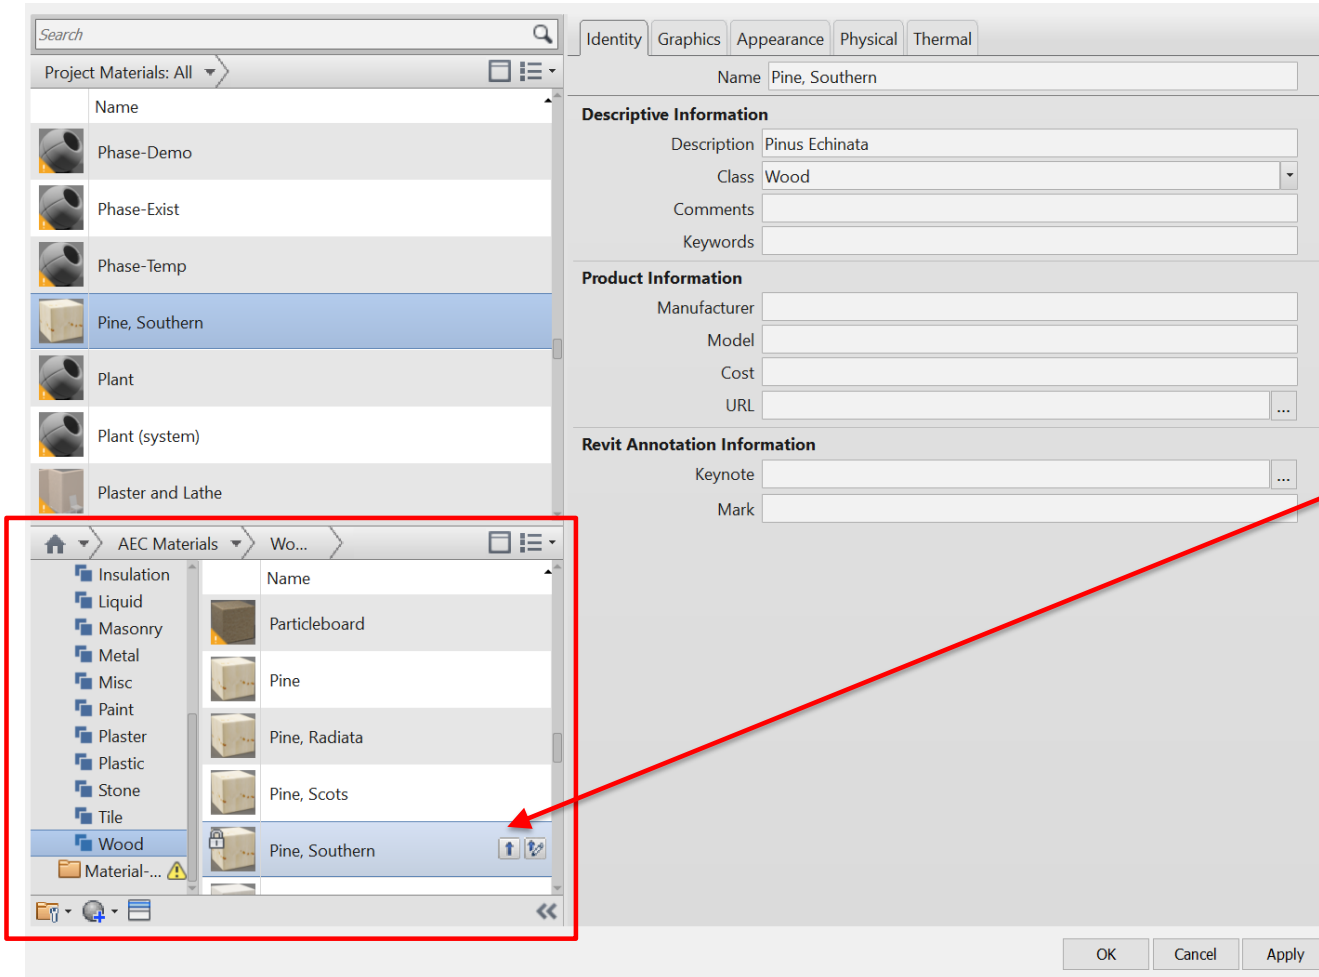 Search
Project Materials: All
Name
Phase-Demo
Phase-Exist
Phase-Temp
Pine, Southern
Plant
Plant (system)
Plaster and Lathe
AEC Materials
Wo...
Insulation
Liquid
Masonry
Metal
Misc
Paint
Plaster
Plastic
Stone
Tile
Wood
Material-...
Name
Particleboard
Pine
Pine, Radiata
Pine, Scots
Pine, Southern
Identity Graphics Appearance Physical Thermal
Name Pine, Southern
Descriptive Information
Description Pinus Echinata
Class Wood
Comments
Keywords
Product Information
Manufacturer
Model
Cost
URL ...
Revit Annotation Information
Keynote ...
Mark
OK Cancel Apply